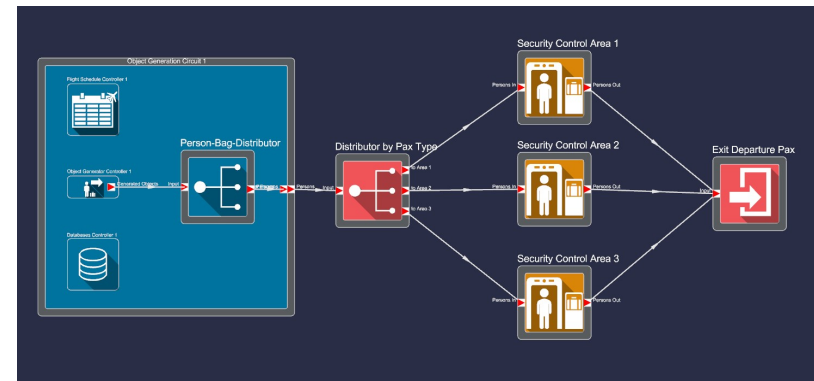 Object Generation Circuit 1
Flight Schedule Controller 1
Object Generator Controller 1
Generated Objects
Input
Person-Bag-Distributor
Persons
Persons
Databases Controller 1
Distributor by Pax Type
Input
to Area 1
to Area 2
to Area 3
Security Control Area 1
Persons In
Persons Out
Security Control Area 2
Persons In
Persons Out
Security Control Area 3
Persons In
Persons Out
Exit Departure Pax
Input